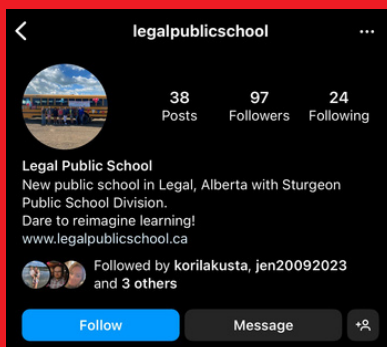 legalpublicschool
38 97 24
Posts Followers Following
Legal Public School
New public school in Legal, Alberta with Sturgeon
Public School Division.
Dare to reimagine learning!
www.legalpublicschool.ca
Followed by korilakusta, jen20092023
and 3 others
Follow Message